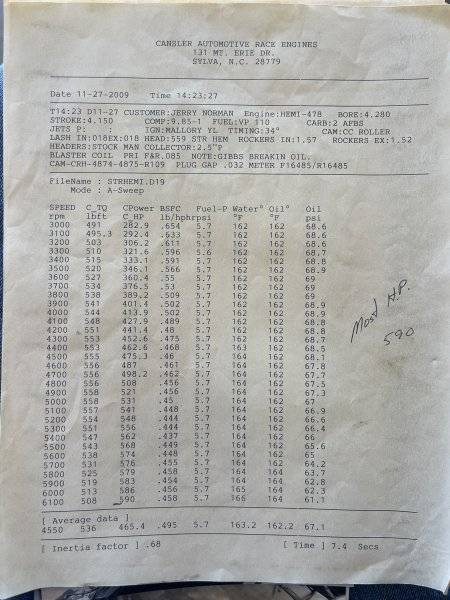 CANSLER AUTOMOTIVE RACE ENGINES
131 MT. ERIE DR.
SYLVA, N.C. 28779
Date 11-27-2009 Time 14:23:27
T14:23 D11-27 CUSTOMER:JERRY NORMAN Engine:HEMI-478 BORE:4.280
STROKE:4.150 COMP:9.85-1 FUEL:VP 110 CARB:2 AFBS
JETS P: : IGN:MALLORY YL TIMING:34° CAM:CC ROLLER
LASH IN:018EX:018 HEAD:559 STR HEM ROCKERS IN:1.57 ROCKERS EX:1.52
HEADERS:STOCK MAN COLLECTOR:2.5"P
BLASTER COIL PRI F&R.085 NOTE:GIBBS BREAKIN OIL.
CAM-CRH-4874-4875-R109 PLUG GAP .032 METER F16485/R16485
FileName : STRHEMI.D19
Mode : A-Sweep
SPEED C_TQ CPower BSFC Fuel-P Water° Oil° Oil
rpm lbft C_HP lb/hphrpsi °F °F psi
3000 491 282.9 .654 5.7 162 162 68.6
3100 495.3 292.4 .633 5.7 162 162 68.6
3200 503 306.2 .611 5.7 162 162 68.6
3300 510 321.6 .596 5.6 162 162 68.7
3400 515 333.1 .591 5.7 162 162 68.8
3500 520 346.1 .566 5.7 162 162 68.9
3600 527 360.4 .55 5.7 162 162 69
3700 534 376.5 .53 5.7 162 162 69
3800 538 389.2 .509 5.7 162 162 69
3900 541 401.4 .502 5.7 162 162 68.9
4000 544 413.9 .502 5.7 162 162 68.9
4100 548 427.9 .489 5.7 162 162 68.8
4200 551 441.4 .48 5.7 162 162 68.8
4300 553 452.6 .475 5.7 162 162 68.7
4400 553 462.6 .468 5.7 163 162 68.5
4500 555 475.3 .46 5.7 164 162 68.1
4600 556 487 .461 5.7 164 162 67.8
4700 556 498.2 .462 5.7 164 162 67.7
4800 556 508 .456 5.7 164 162 67.5
4900 558 521 .456 5.7 164 162 67.3
5000 558 531 .45 5.7 164 162 67
5100 557 541 .448 5.7 164 162 66.9
5200 554 548 .444 5.7 164 162 66.6
5300 551 556 .444 5.7 164 162 66.4
5400 547 562 .437 5.7 164 162 66
5500 543 568 .449 5.7 164 162 65.6
5600 538 574 .448 5.7 164 162 65
5700 531 576 .455 5.7 164 162 64.2
5800 525 579 .458 5.7 164 164 63.7
5900 519 583 .454 5.7 164 164 62.8
6000 513 586 .456 5.7 165 164 62.3
6100 508 590 .458 5.7 166 164 61.1
Most H.P.
590
[ Average data ]
4550 536 465.4 .495 5.7 163.2 162.2 67.1
[ Inertia factor ] .68 [ Time ] 7.4 Secs